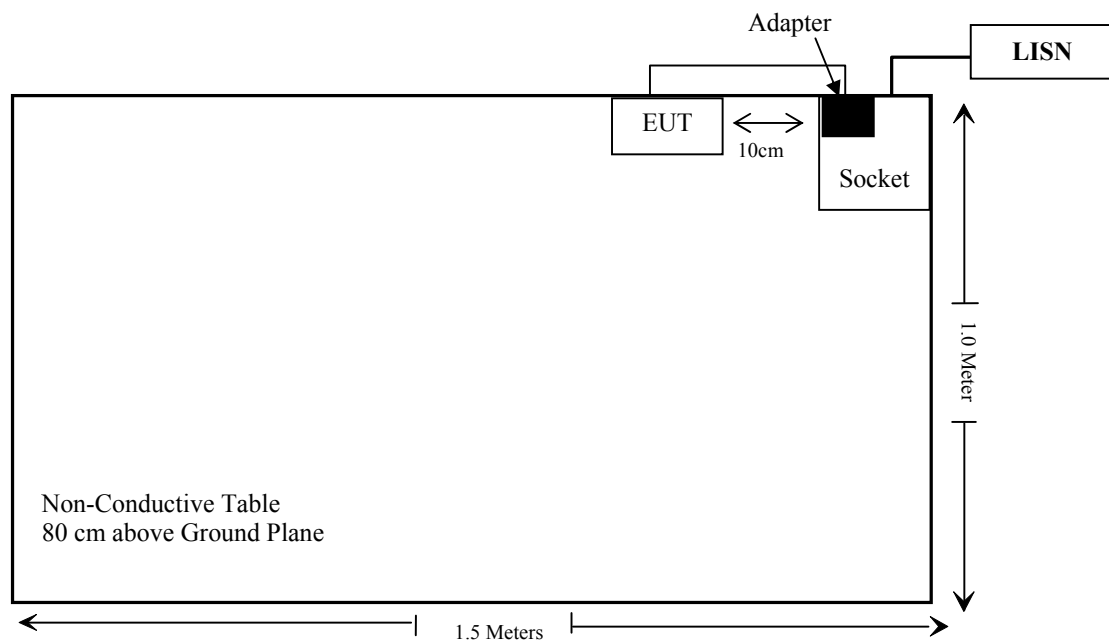 Adapter
LISN
EUT
10cm
Socket
1.0 Meter
Non-Conductive Table
80 cm above Ground Plane
1.5 Meters